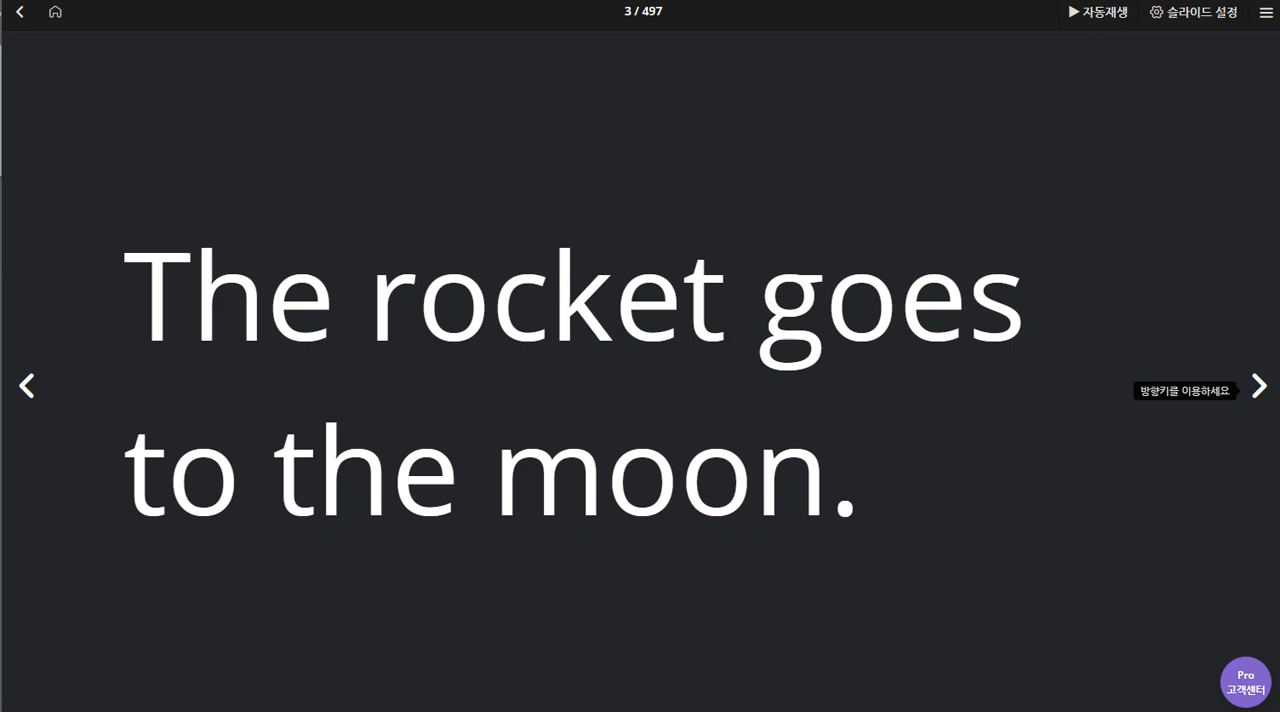 3 / 497
▶ 자동재생
슬라이드 설정
The rocket goes
to the moon.
방향키를 이용하세요
Pro
고객센터